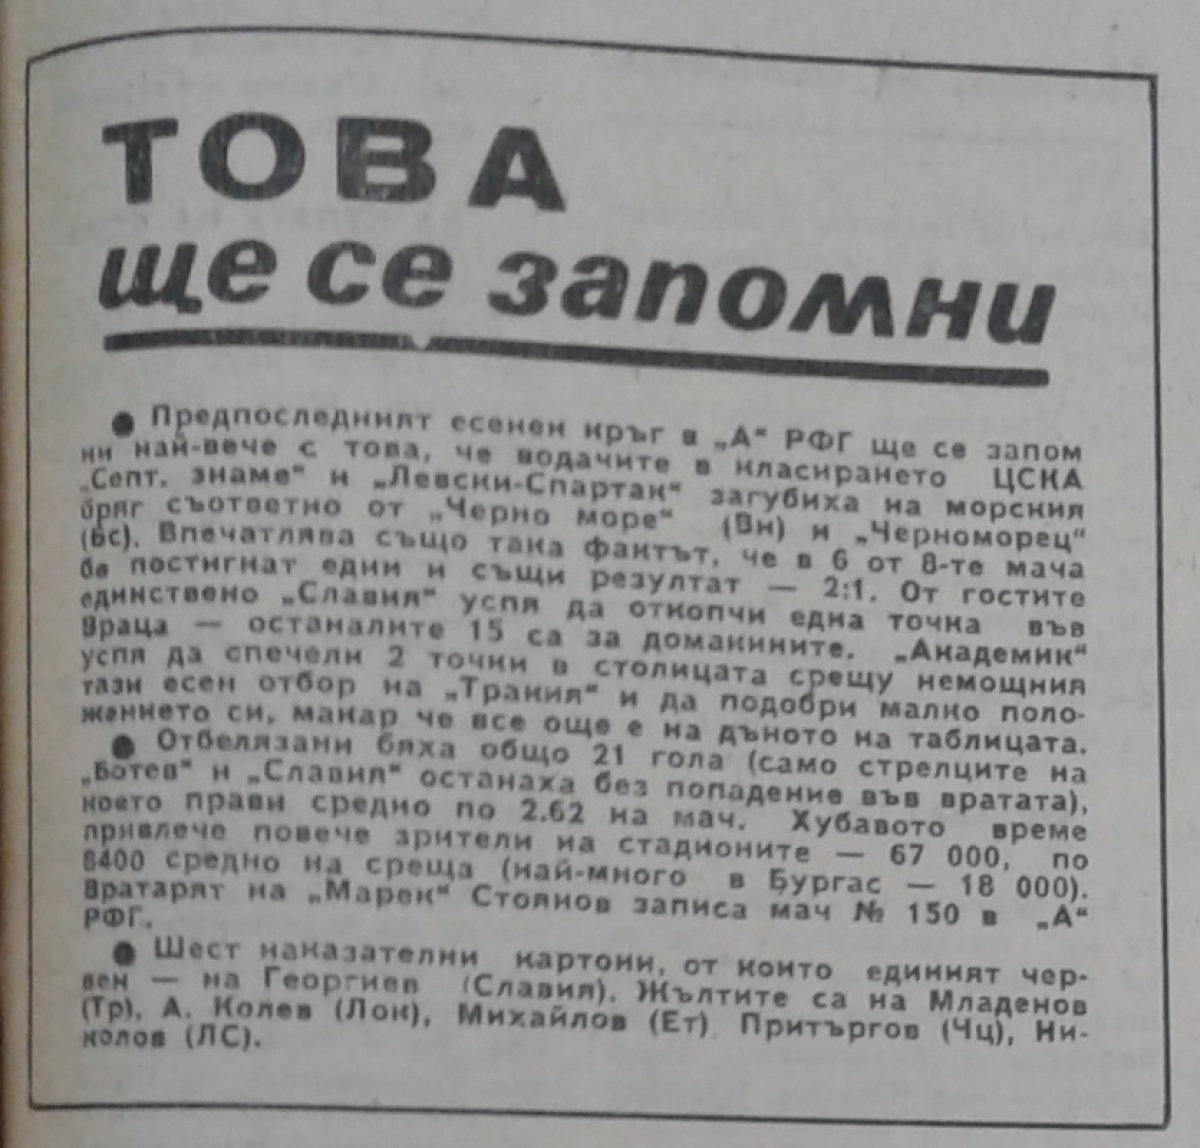 ТОВА
ще се запомни
● Предпоследният есенен кръг в „А“ РФГ ще се запом
ни най-вече с това, че водачите в класирането ЦСКА
„Септ. знаме“ и „Левски-Спартак“ загубиха на морския
бряг съответно от „Черно море“ (Вн) и „Черноморец“
(Бс). Впечатлява също така фактът, че в 6 от 8-те мача
бе постигнат едни и същи резултат — 2:1. От гостите
единствено „Славия“ успя да откопчи една точка във
Враца — останалите 15 са за домакините. „Академик“
успя да спечели 2 точки в столицата срещу немощния
тази есен отбор на „Тракия“ и да подобри малко поло-
жението си, макар че все още е на дъното на таблицата.
● Отбелязани бяха общо 21 гола (само стрелците на
„Ботев“ и „Славия“ останаха без попадение във вратата),
което прави средно по 2.62 на мач. Хубавото време
привлече повече зрители на стадионите — 67 000, по
8400 средно на среща (най-много в Бургас — 18 000).
Вратарят на „Марек“ Стоянов записа мач № 150 в „А“
РФГ.
● Шест наказателни картони, от които единият чер-
вен — на Георгиев (Славия). Жълтите са на Младенов
(Тр), А. Колев (Лок), Михайлов (Ет) Притъргов (Чц), Ни-
колов (ЛС).